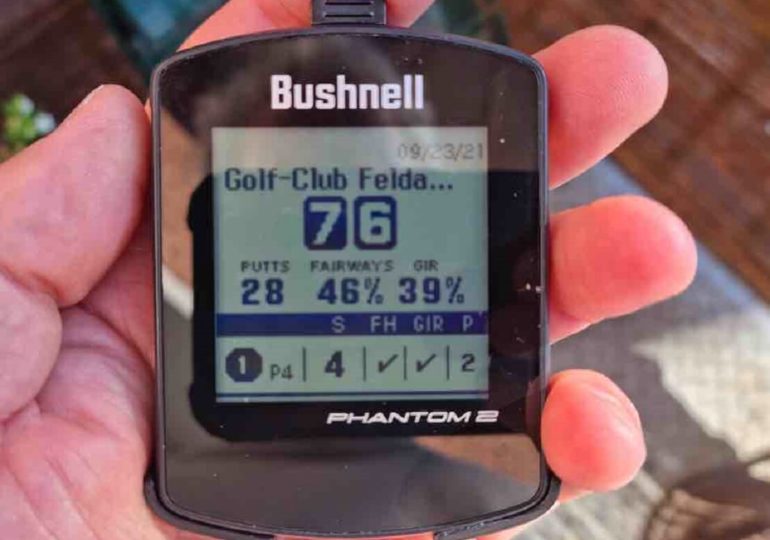 Bushnell
09/23/21
Golf-Club Felda...
76
PUTTS FAIRWAYS GIR
28 46% 39%
S FH GIR P
1 P4 4 ✓ ✓ 2
PHANTOM 2